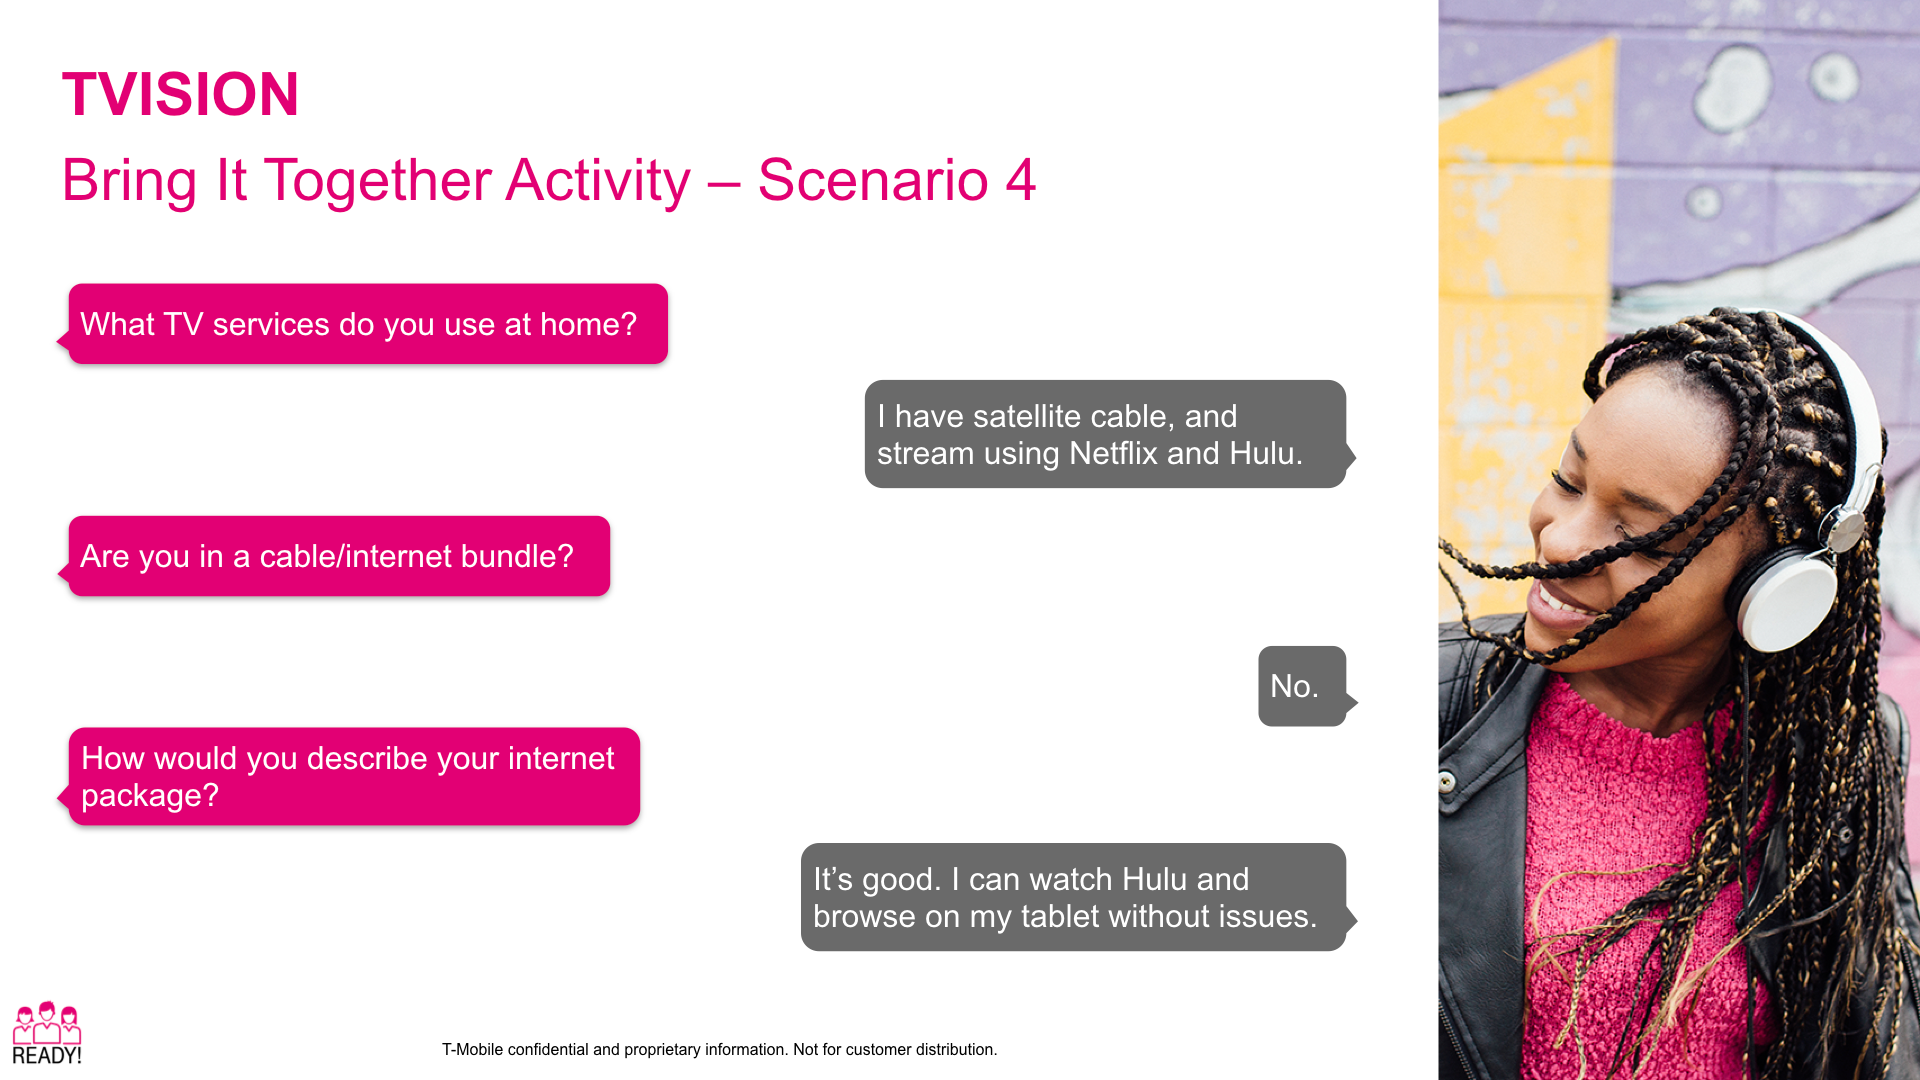 TVISION
Bring It Together Activity – Scenario 4
What TV services do you use at home?
I have satellite cable, and
stream using Netflix and Hulu.
Are you in a cable/internet bundle?
No.
How would you describe your internet
package?
It’s good. I can watch Hulu and
browse on my tablet without issues.
READY!
T-Mobile confidential and proprietary information. Not for customer distribution.